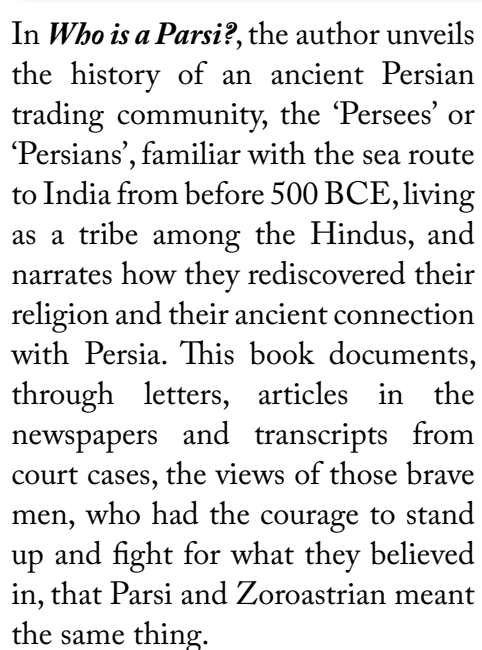 In Who is a Parsi?, the author unveils
the history of an ancient Persian
trading community, the ‘Persees’ or
‘Persians’, familiar with the sea route
to India from before 500 BCE, living
as a tribe among the Hindus, and
narrates how they rediscovered their
religion and their ancient connection
with Persia. This book documents,
through letters, articles in the
newspapers and transcripts from
court cases, the views of those brave
men, who had the courage to stand
up and fight for what they believed
in, that Parsi and Zoroastrian meant
the same thing.